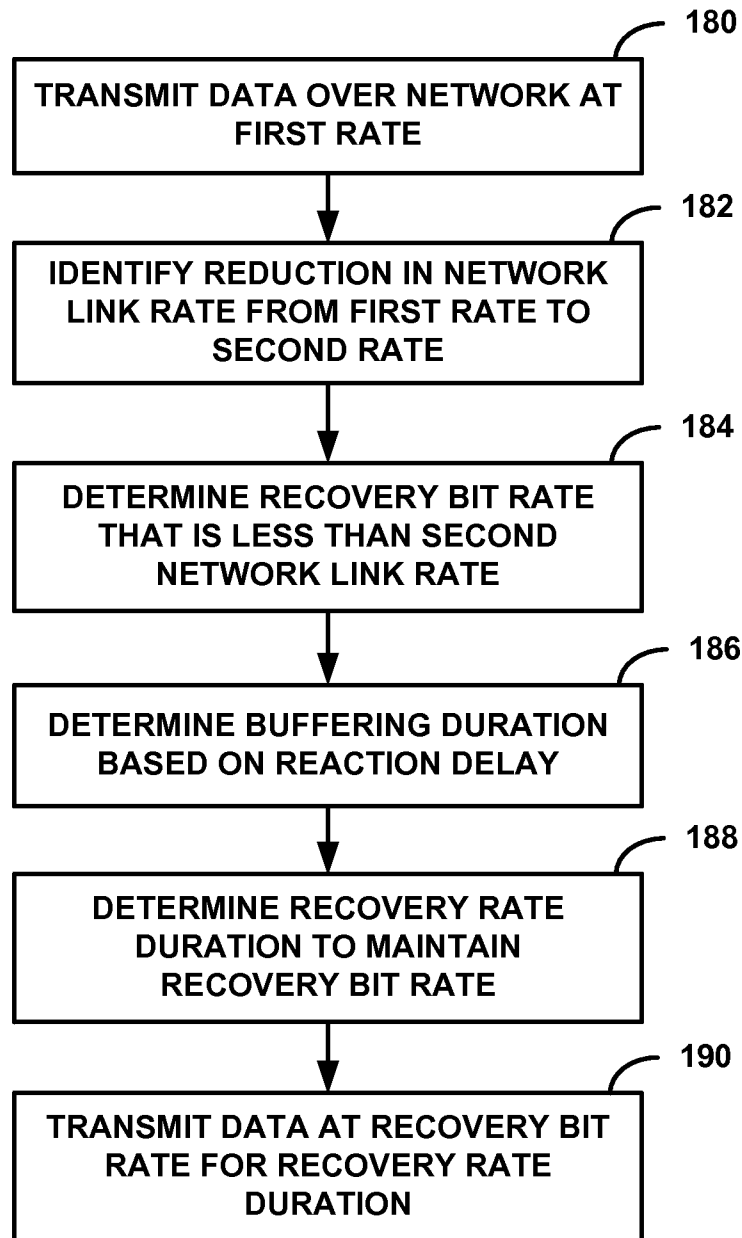 180
TRANSMIT DATA OVER NETWORK AT
FIRST RATE
182
IDENTIFY REDUCTION IN NETWORK
LINK RATE FROM FIRST RATE TO
SECOND RATE
184
DETERMINE RECOVERY BIT RATE
THAT IS LESS THAN SECOND
NETWORK LINK RATE
186
DETERMINE BUFFERING DURATION
BASED ON REACTION DELAY
188
DETERMINE RECOVERY RATE
DURATION TO MAINTAIN
RECOVERY BIT RATE
190
TRANSMIT DATA AT RECOVERY BIT
RATE FOR RECOVERY RATE
DURATION